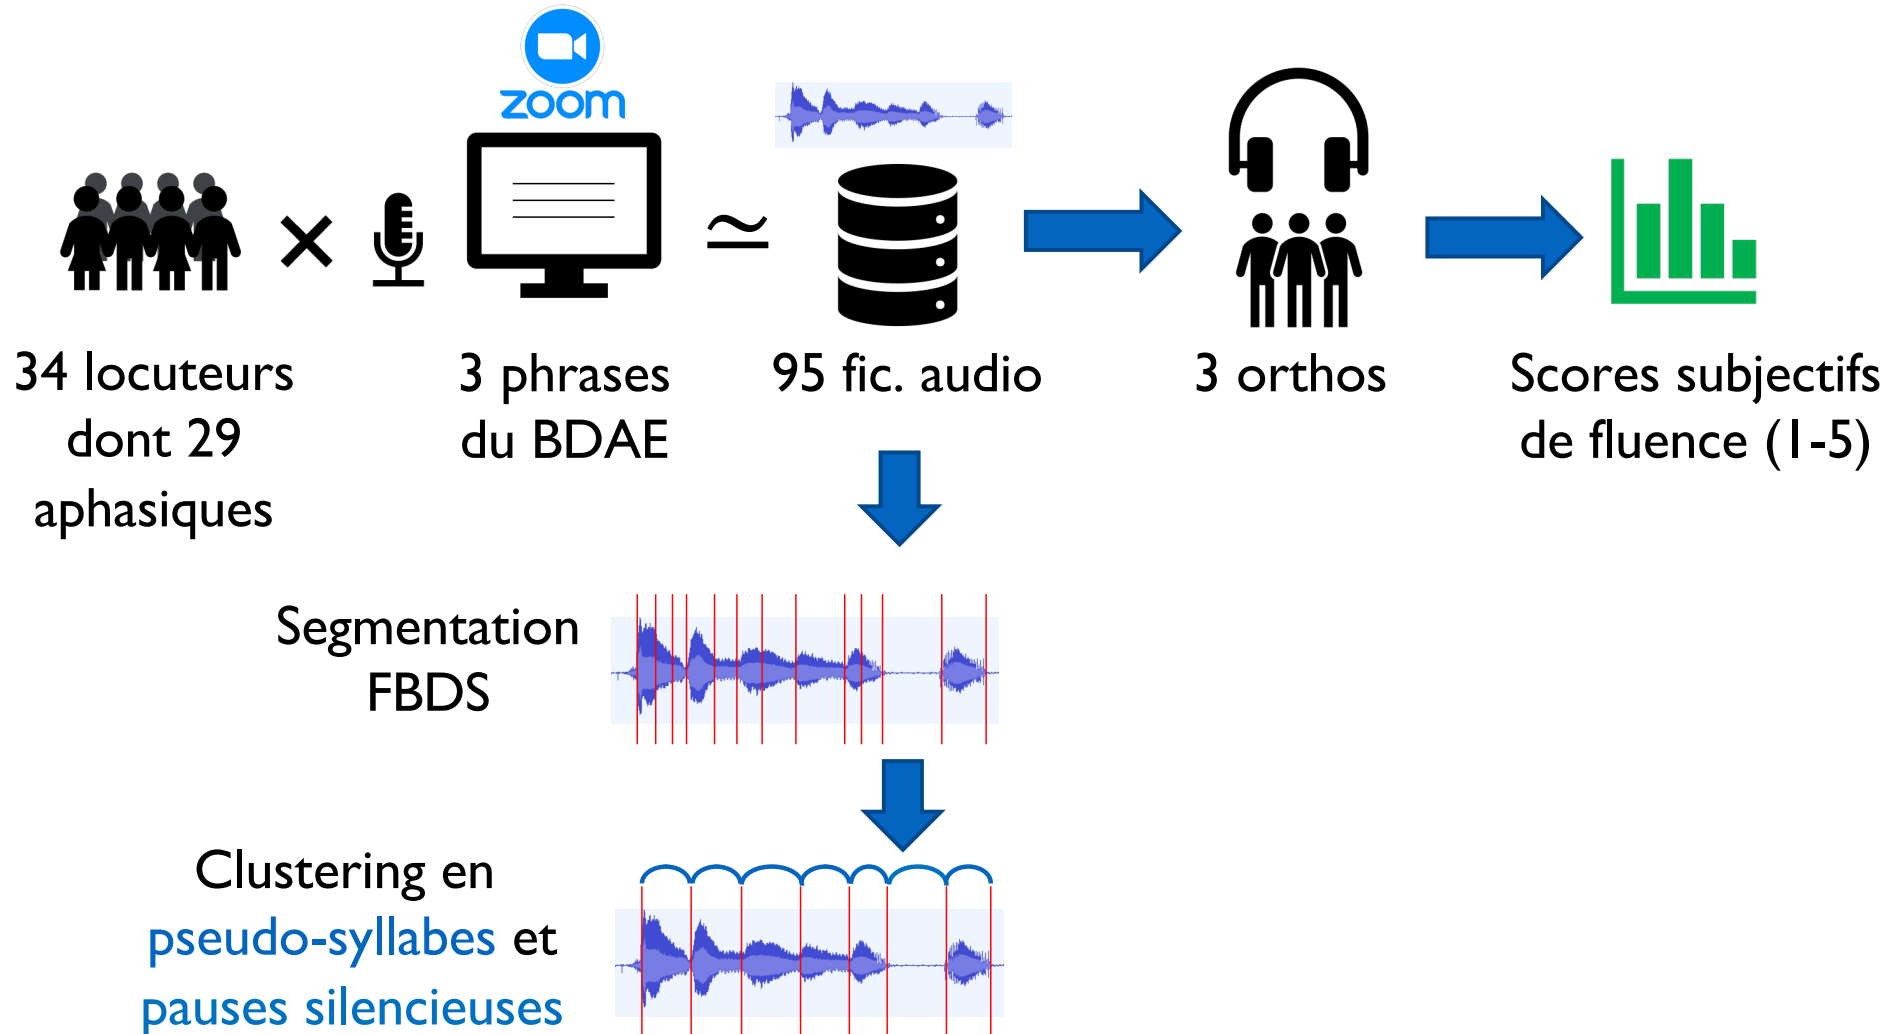 zoom
34 locuteurs
dont 29
aphasiques
3 phrases
du BDAE
95 fic. audio
3 orthos
Scores subjectifs
de fluence (1-5)
Segmentation
FBDS
Clustering en
pseudo-syllabes et
pauses silencieuses